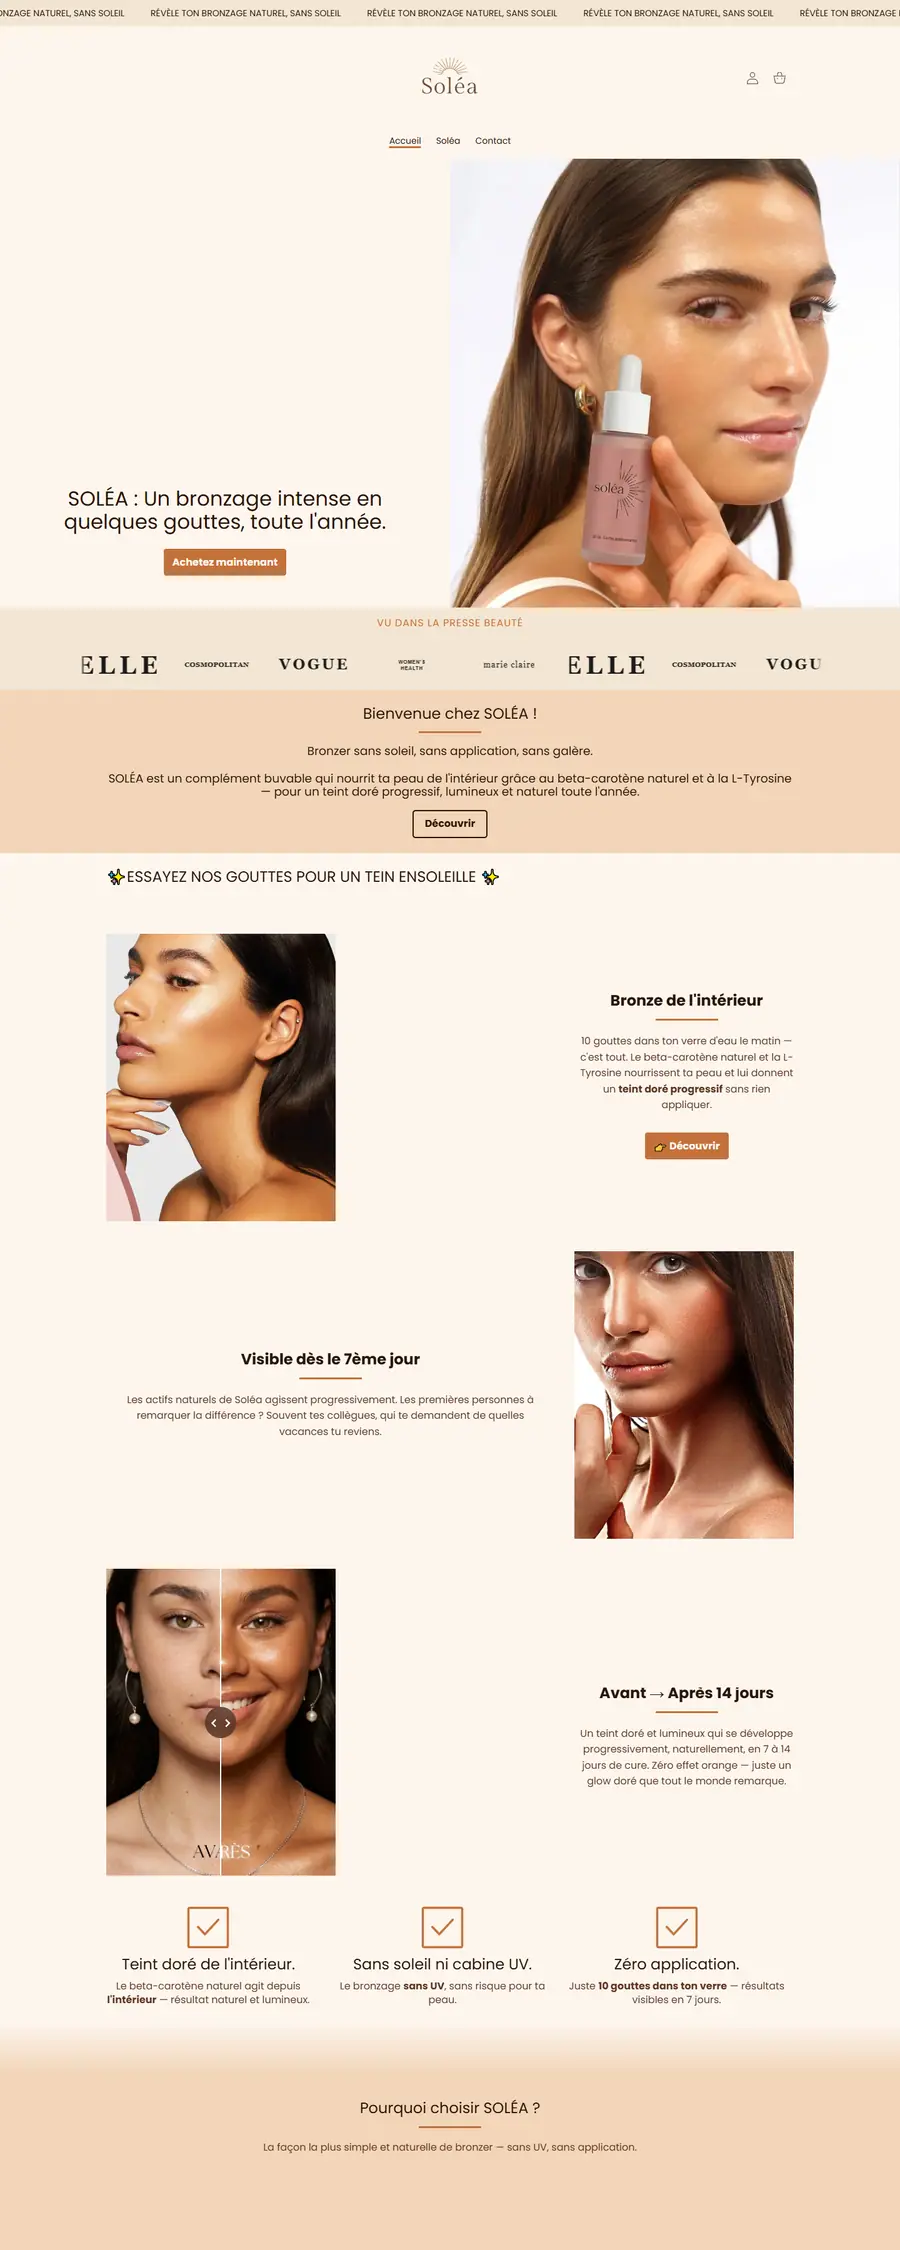 ONZAGE NATUREL, SANS SOLEIL RÉVÈLE TON BRONZAGE NATUREL, SANS SOLEIL RÉVÈLE TON BRONZAGE NATUREL, SANS SOLEIL RÉVÈLE TON BRONZAGE NATUREL, SANS SOLEIL RÉVÈLE TON BRONZAGE
Soléa
Accueil Soléa Contact
soléa
SOLÉA : Un bronzage intense en
quelques gouttes, toute l'année.
Achetez maintenant
VU DANS LA PRESSE BEAUTÉ
ELLE COSMOPOLITAN VOGUE WOMEN'S HEALTH marie claire ELLE COSMOPOLITAN VOGU
Bienvenue chez SOLÉA !
Bronzer sans soleil, sans application, sans galère.
SOLÉA est un complément buvable qui nourrit ta peau de l'intérieur grâce au beta-carotène naturel et à la L-Tyrosine
— pour un teint doré progressif, lumineux et naturel toute l'année.
Découvrir
✨ESSAYEZ NOS GOUTTES POUR UN TEIN ENSOLEILLE ✨
Bronze de l'intérieur
10 gouttes dans ton verre d'eau le matin —
c'est tout. Le beta-carotène naturel et la L-
Tyrosine nourrissent ta peau et lui donnent
un teint doré progressif sans rien
appliquer.
👉 Découvrir
Visible dès le 7ème jour
Les actifs naturels de Soléa agissent progressivement. Les premières personnes à
remarquer la différence ? Souvent tes collègues, qui te demandent de quelles
vacances tu reviens.
AVRÈS
Avant → Après 14 jours
Un teint doré et lumineux qui se développe
progressivement, naturellement, en 7 à 14
jours de cure. Zéro effet orange — juste un
glow doré que tout le monde remarque.
Teint doré de l'intérieur.
Le beta-carotène naturel agit depuis
l'intérieur — résultat naturel et lumineux.
Sans soleil ni cabine UV.
Le bronzage sans UV, sans risque pour ta
peau.
Zéro application.
Juste 10 gouttes dans ton verre — résultats
visibles en 7 jours.
Pourquoi choisir SOLÉA ?
La façon la plus simple et naturelle de bronzer — sans UV, sans application.